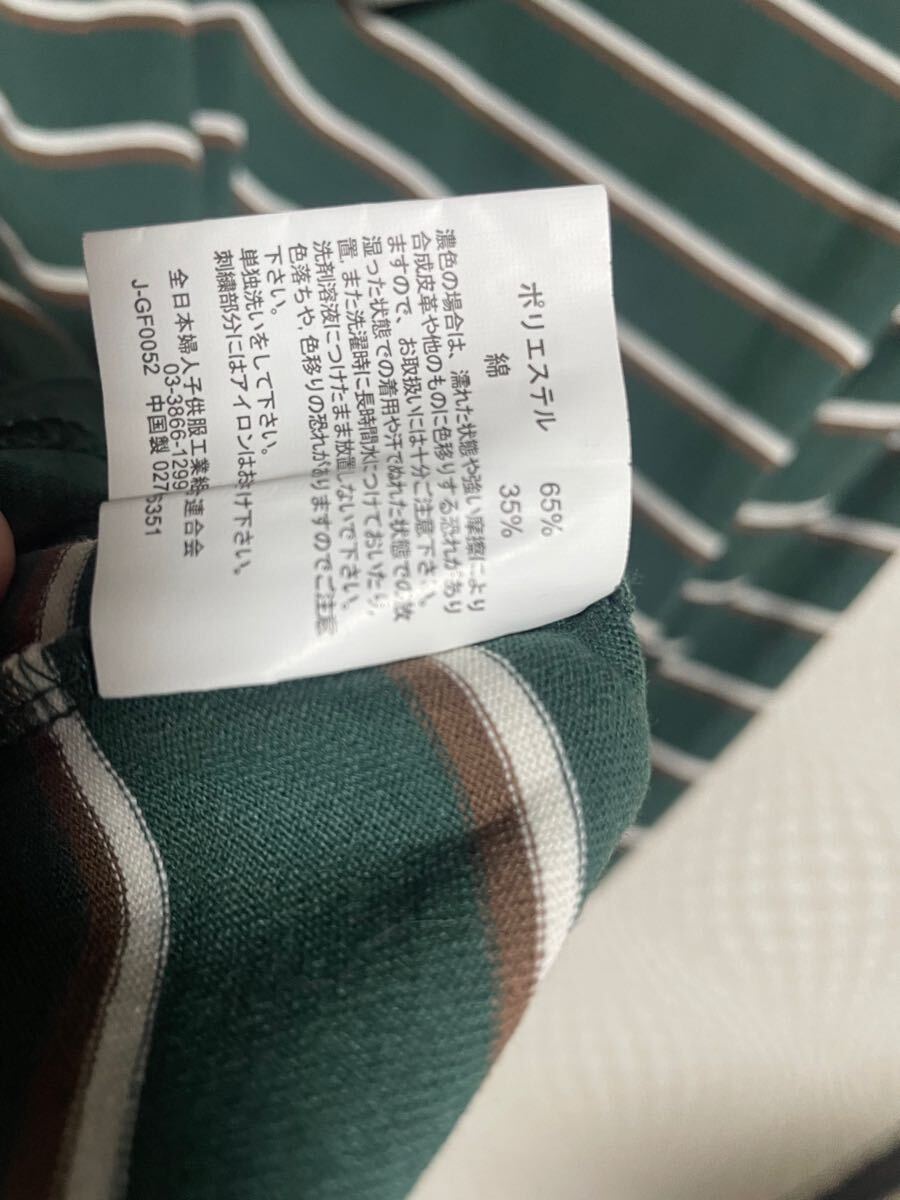 ポリエステル 65%
綿 35%
濃色の場合は、濡れた状態や強い摩擦により
合成皮革や他のものに色移りする恐れがあり
ますので、お取扱いには十分ご注意下さい。
湿った状態での着用や汗でぬれた状態での放
置、また洗濯時に長時間水につけておいたり、
洗剤溶液につけたまま放置しないで下さい。
色落ちや、色移りの恐れがありますのでご注意
下さい。
単独洗いをして下さい。
刺繍部分にはアイロンはお避け下さい。
全日本婦人子供服工業組合連合会
03-3866-1299
J-GF0052 中国製